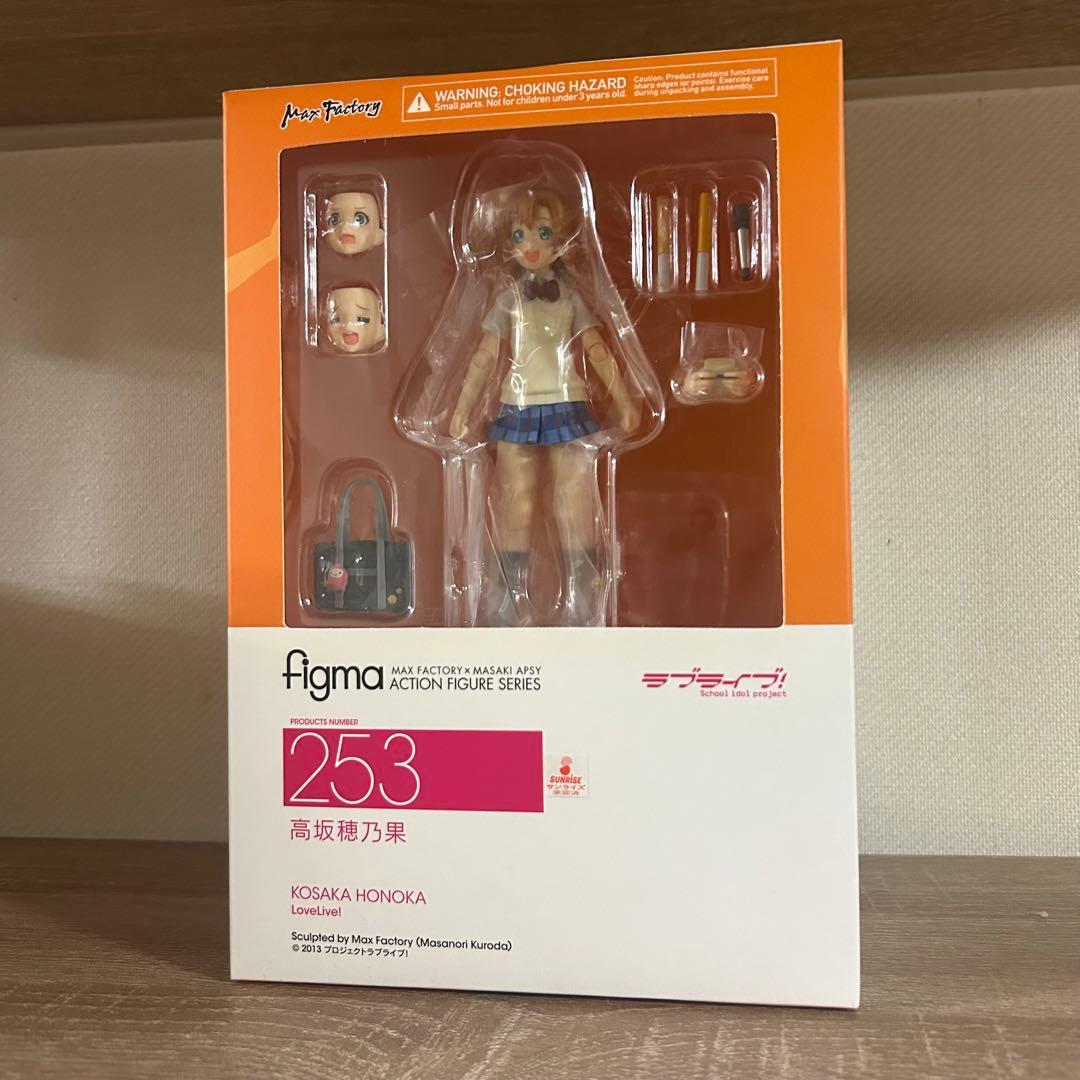 Max Factory
WARNING: CHOKING HAZARD
Small parts. Not for children under 3 years old.
Caution: Product contains functional
sharp edges (or points). Exercise care
during unpacking and assembly.
figma
MAX FACTORY × MASAKI APSY
ACTION FIGURE SERIES
ラブライブ!
School idol project
PRODUCTS NUMBER
253
SUNRISE
サンライズ
承認済
高坂穂乃果
KOSAKA HONOKA
LoveLive!
Sculpted by Max Factory (Masanori Kuroda)
© 2013 プロジェクトラブライブ!